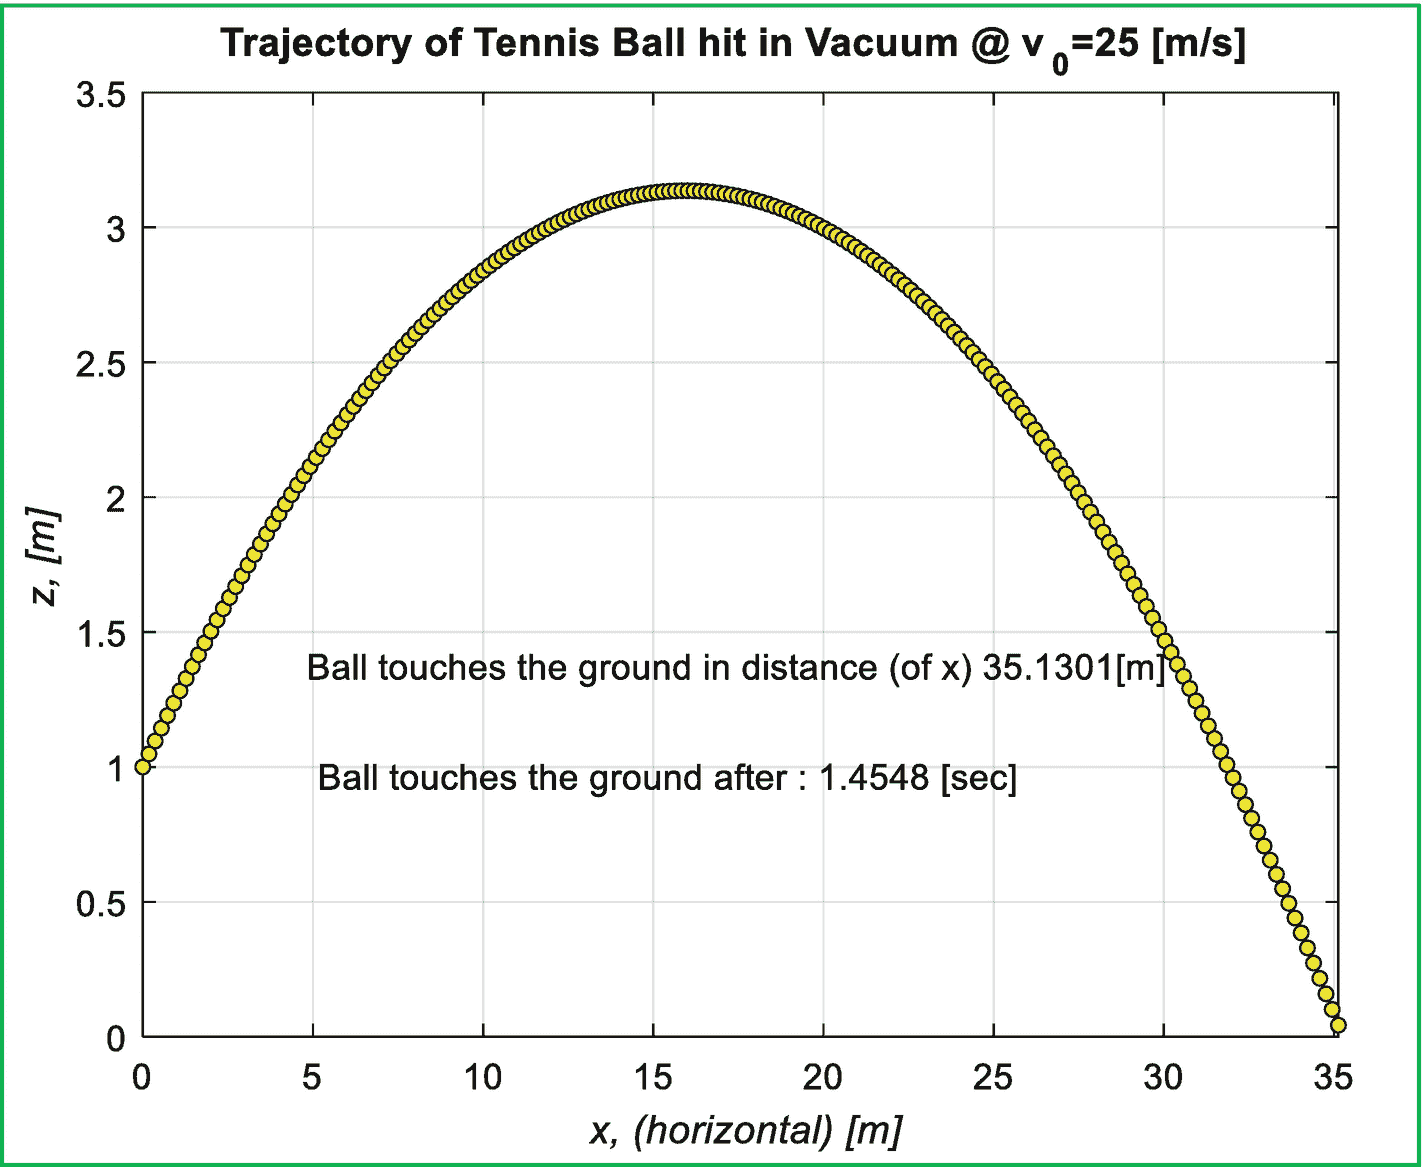 Trajectory of Tennis Ball hit in Vacuum @ v0=25 [m/s]
3.5
3
2.5
2
1.5
1
0.5
0
z, [m]
Ball touches the ground in distance (of x) 35.1301[m]
Ball touches the ground after : 1.4548 [sec]
0 5 10 15 20 25 30 35
x, (horizontal) [m]